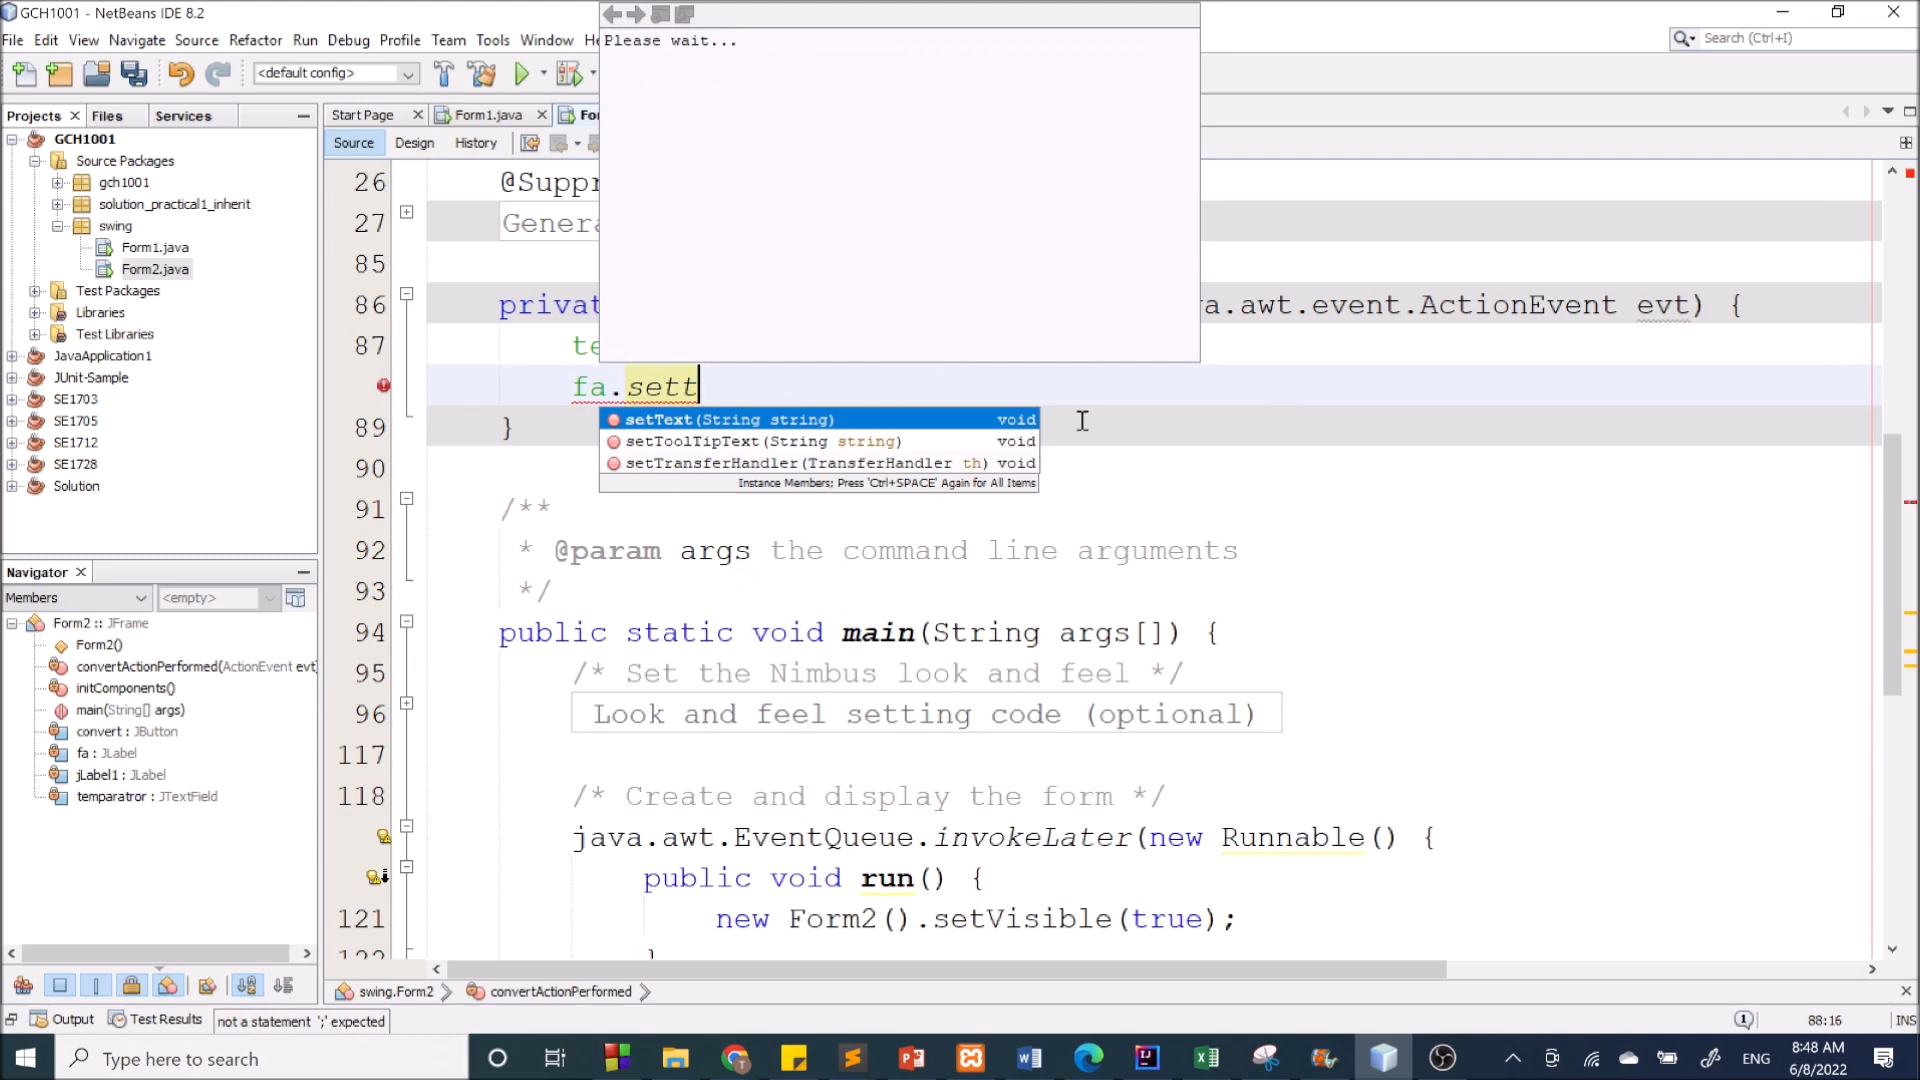 GCH1001 - NetBeans IDE 8.2
File Edit View Navigate Source Refactor Run Debug Profile Team Tools Window He
Search (Ctrl+I)
Please wait...
<default config>
Projects Files Services
Start Page Form1.java For
Source Design History
GCH1001
Source Packages
gch1001
solution_practical1_inherit
swing
Form1.java
Form2.java
Test Packages
Libraries
Test Libraries
JavaApplication1
JUnit-Sample
SE1703
SE1705
SE1712
SE1728
Solution
26 @Suppr
27 Genera
85
86 privat va.awt.event.ActionEvent evt) {
87 te
fa.sett
setText(String string) void
setToolTipText(String string) void
setTransferHandler(TransferHandler th) void
Instance Members; Press 'Ctrl+SPACE' Again for All Items
89 }
90
91 /**
92 * @param args the command line arguments
93 */
94 public static void main(String args[]) {
95 /* Set the Nimbus look and feel */
96 Look and feel setting code (optional)
117
118 /* Create and display the form */
java.awt.EventQueue.invokeLater(new Runnable() {
public void run() {
121 new Form2().setVisible(true);
122 }
Navigator
Members <empty>
Form2 :: JFrame
Form2()
convertActionPerformed(ActionEvent evt)
initComponents()
main(String[] args)
convert : JButton
fa : JLabel
jLabel1 : JLabel
temparatror : JTextField
swing.Form2 convertActionPerformed
Output Test Results not a statement ';' expected
1 88:16 INS
Type here to search
ENG
8:48 AM
6/8/2022